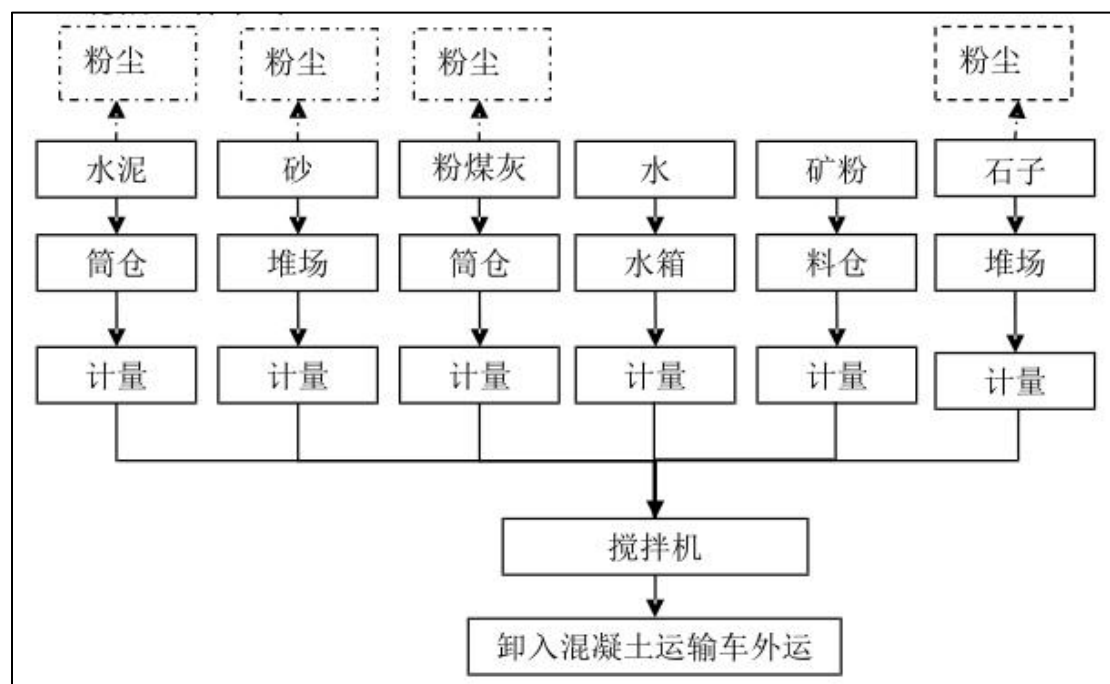 粉尘 粉尘 粉尘 粉尘
水泥 砂 粉煤灰 水 矿粉 石子
筒仓 堆场 筒仓 水箱 料仓 堆场
计量 计量 计量 计量 计量 计量
搅拌机
卸入混凝土运输车外运